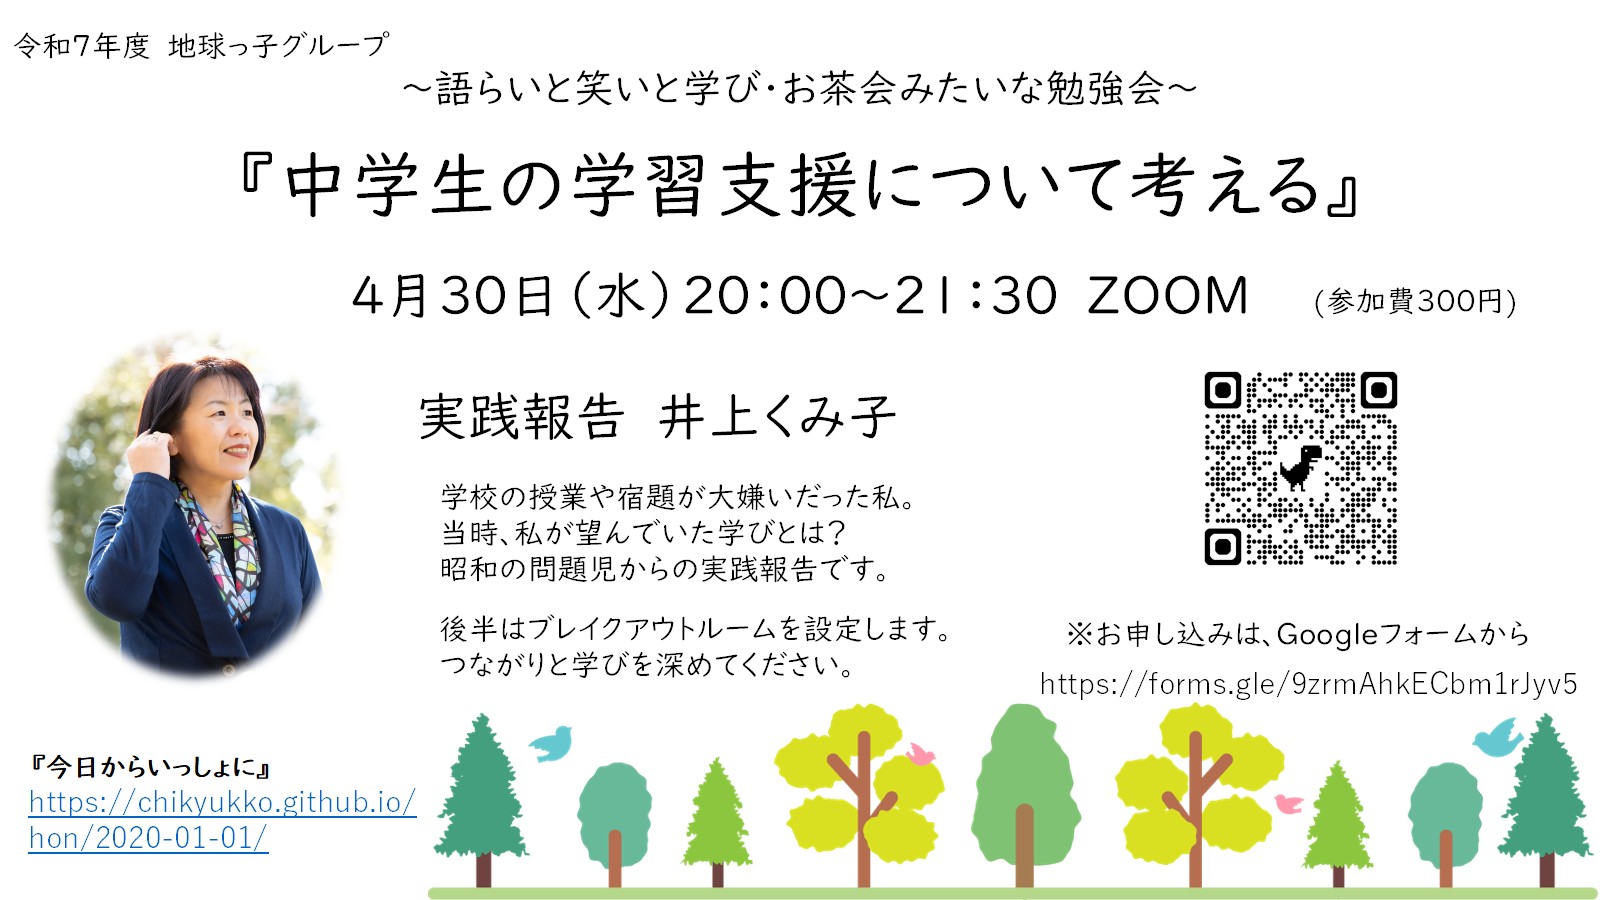 令和7年度 地球っ子グループ
～語らいと笑いと学び・お茶会みたいな勉強会～
『中学生の学習支援について考える』
4月30日(水)20:00～21:30 ZOOM (参加費300円)
実践報告 井上くみ子
学校の授業や宿題が大嫌いだった私。
当時、私が望んでいた学びとは?
昭和の問題児からの実践報告です。
後半はブレイクアウトルームを設定します。
つながりと学びを深めてください。
※お申し込みは、Googleフォームから
https://forms.gle/9zrmAhkECbm1rJyv5
『今日からいっしょに』
https://chikyukko.github.io/
hon/2020-01-01/